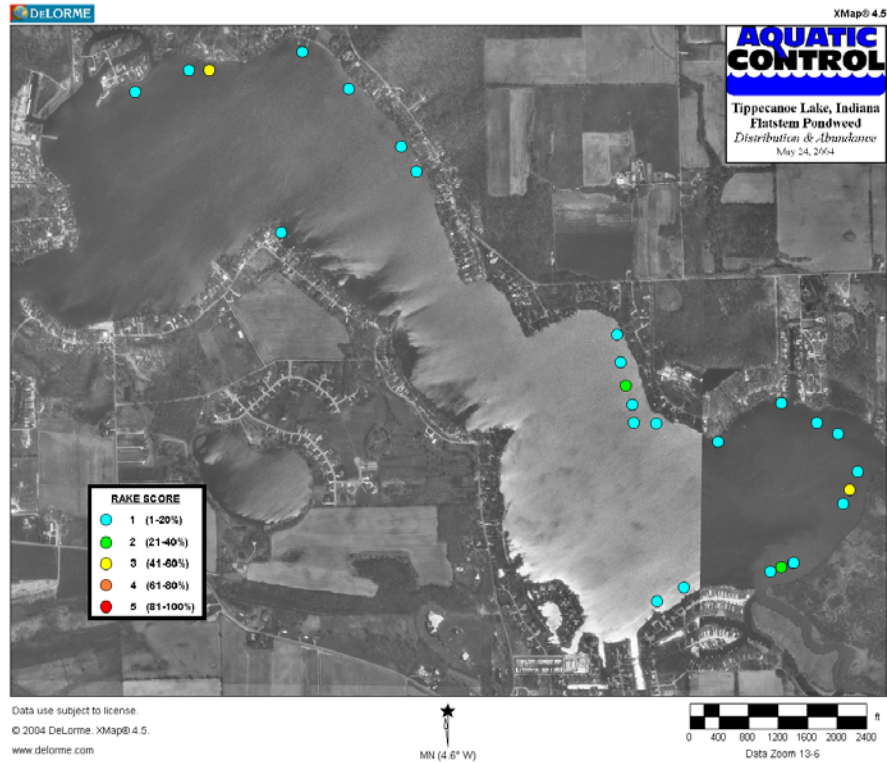 DELORME
XMap® 4.5
AQUATIC
CONTROL
Tippecanoe Lake, Indiana
Flatstem Pondweed
Distribution & Abundance
May 24, 2004
RAKE SCORE
1 (1-20%)
2 (21-40%)
3 (41-60%)
4 (61-80%)
5 (81-100%)
Data use subject to license.
© 2004 DeLorme. XMap® 4.5.
www.delorme.com
MN (4.6° W)
ft
0 400 800 1200 1600 2000 2400
Data Zoom 13-6